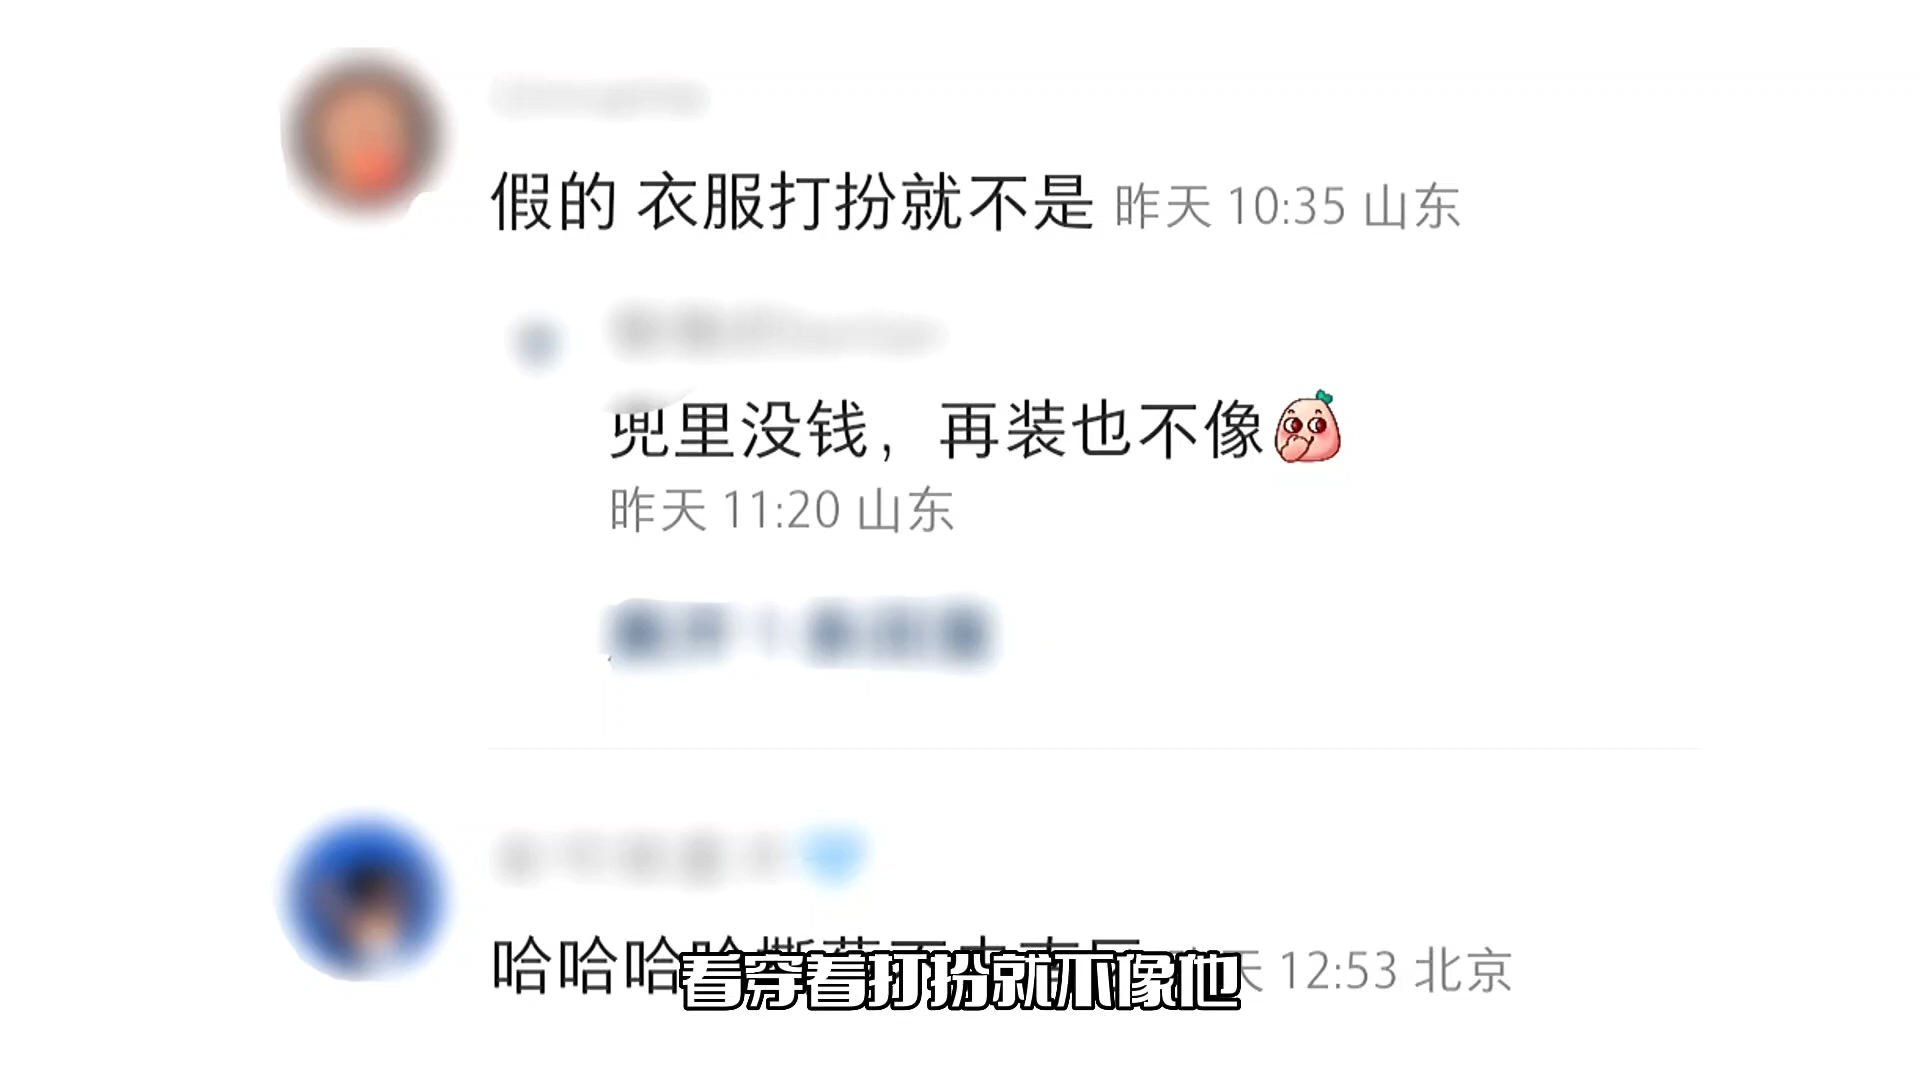 假的 衣服打扮就不是 昨天 10:35 山东
兜里没钱，再装也不像
昨天 11:20 山东
哈哈哈 天 12:53 北京
看穿着打扮就不像他